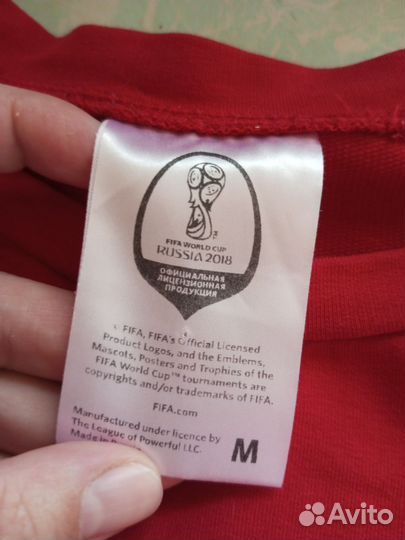 FIFA WORLD CUP
RUSSIA 2018
ОФИЦИАЛЬНАЯ
ЛИЦЕНЗИОННАЯ
ПРОДУКЦИЯ
FIFA, FIFA's Official Licensed
Product Logos, and the Emblems,
Mascots, Posters and Trophies of the
FIFA World Cup™ tournaments are
copyrights and/or trademarks of FIFA.
FIFA.com
Manufactured under licence by
The League of Powerful LLC.
Made in
M
Avito